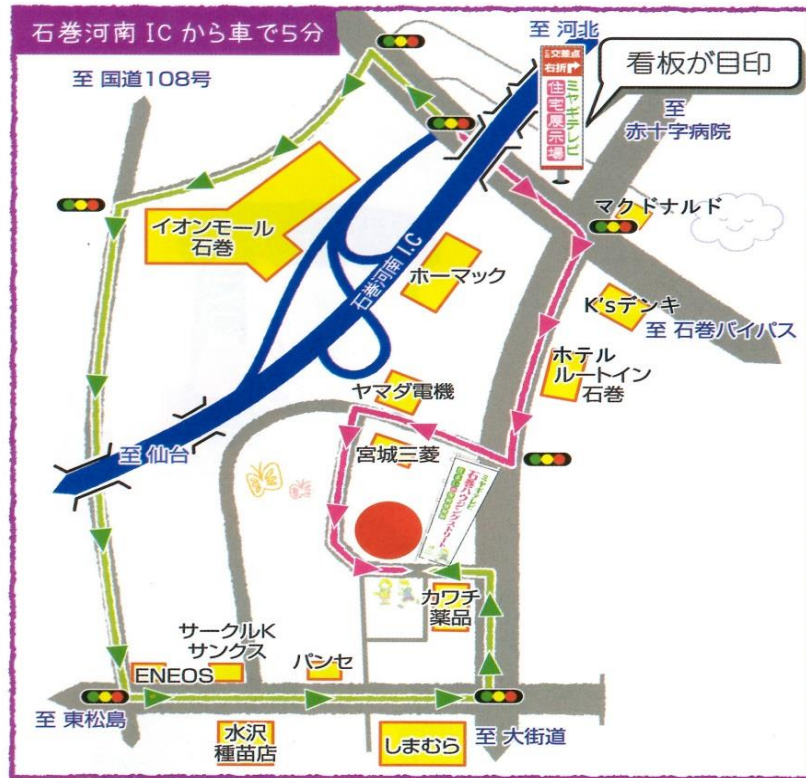 石巻河南 IC から車で5分
至 河北
交差点
右折
ミヤギテレビ
住宅展示場
看板が目印
至 国道108号
至
赤十字病院
マクドナルド
イオンモール
石巻
石巻河南 I.C
ホーマック
K'sデンキ
至 石巻バイパス
ホテル
ルートイン
石巻
ヤマダ電機
至 仙台
宮城三菱
ミヤギテレビ
石巻ハウジングストリート
カワチ
薬品
サークルK
サンクス
パンセ
ENEOS
至 東松島
水沢
種苗店
しまむら
至 大街道